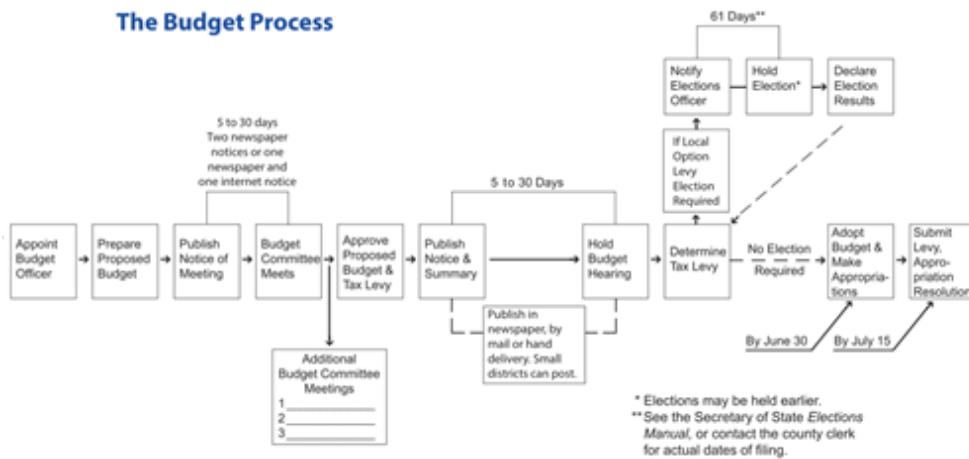 The Budget Process
61 Days**
Notify
Elections
Officer
Hold
Election*
Declare
Election
Results
5 to 30 days
Two newspaper
notices or one
newspaper and
one internet notice
If Local
Option
Levy
Election
Required
5 to 30 Days
Appoint
Budget
Officer
Prepare
Proposed
Budget
Publish
Notice of
Meeting
Budget
Committee
Meets
Approve
Proposed
Budget &
Tax Levy
Publish
Notice &
Summary
Hold
Budget
Hearing
Determine
Tax Levy
No Election
Required
Adopt
Budget &
Make
Appropria-
tions
Submit
Levy,
Appro-
priation
Resolution
Publish in
newspaper, by
mail or hand
delivery. Small
districts can post.
By June 30
By July 15
Additional
Budget Committee
Meetings
1
2
3
* Elections may be held earlier.
**See the Secretary of State Elections
Manual, or contact the county clerk
for actual dates of filing.